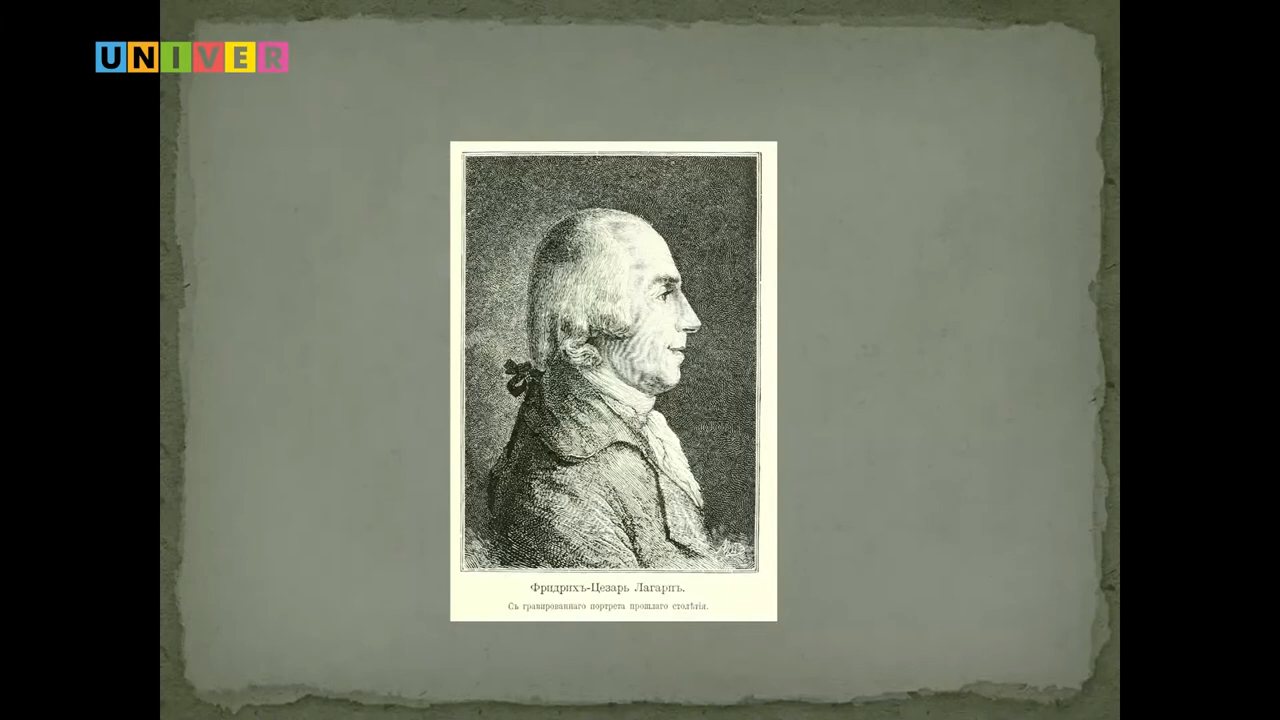 UNIVER
Фридрихъ-Цезарь Лагарпъ.
Съ гравированнаго портрета прошлаго столѣтія.